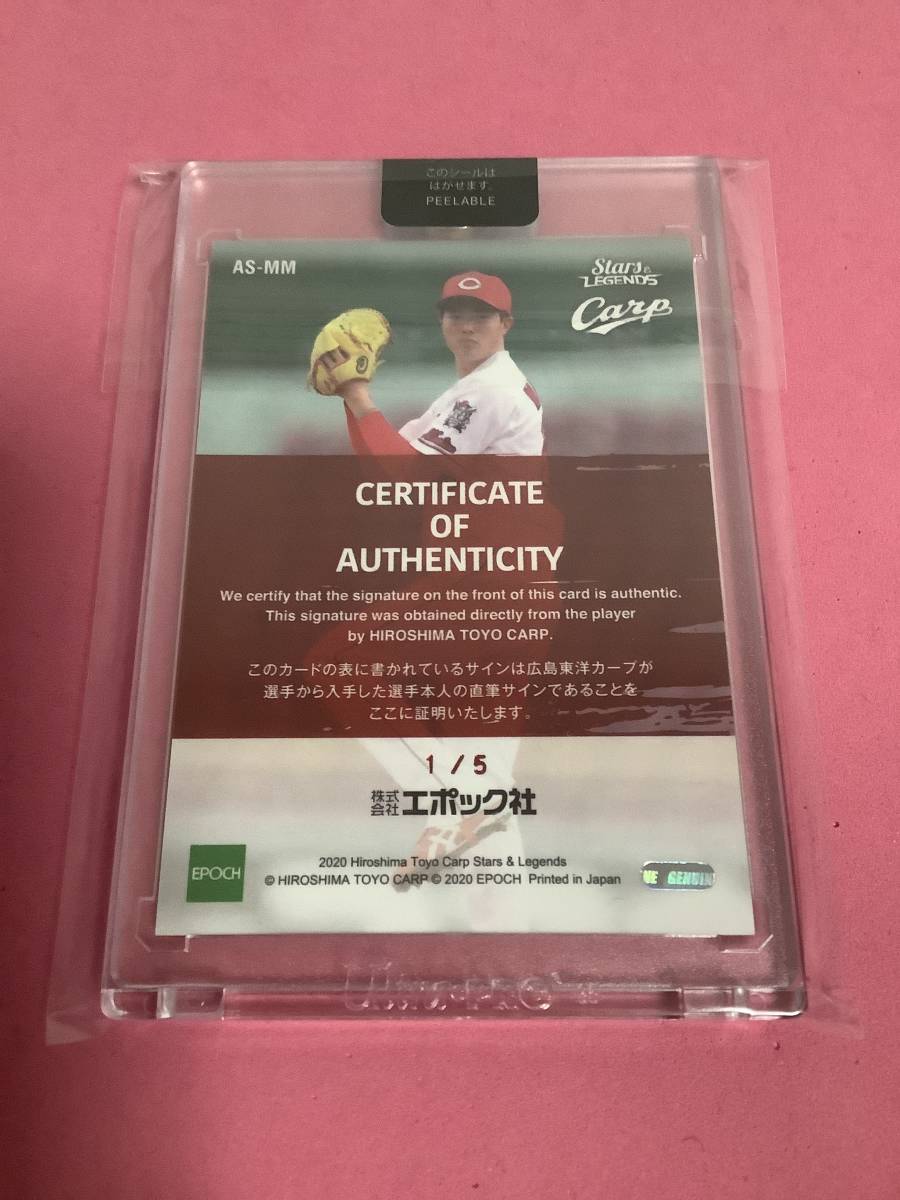 このシールは
はがせます。
PEELABLE
AS-MM
Stars &
LEGENDS
Carp
CERTIFICATE
OF
AUTHENTICITY
We certify that the signature on the front of this card is authentic.
This signature was obtained directly from the player
by HIROSHIMA TOYO CARP.
このカードの表に書かれているサインは広島東洋カープが
選手から入手した選手本人の直筆サインであることを
ここに証明いたします。
1 / 5
株式会社エポック社
EPOCH
2020 Hiroshima Toyo Carp Stars & Legends
© HIROSHIMA TOYO CARP © 2020 EPOCH Printed in Japan
GENUIN
Ultra•PRO